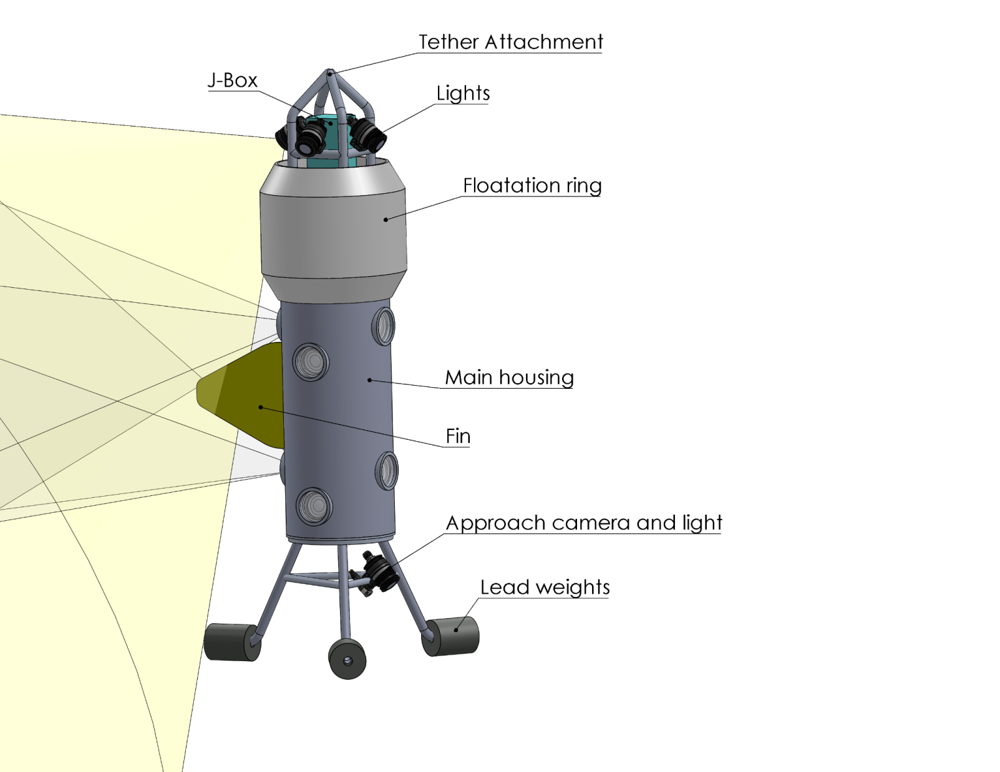 Tether Attachment
J-Box
Lights
Floatation ring
Main housing
Fin
Approach camera and light
Lead weights